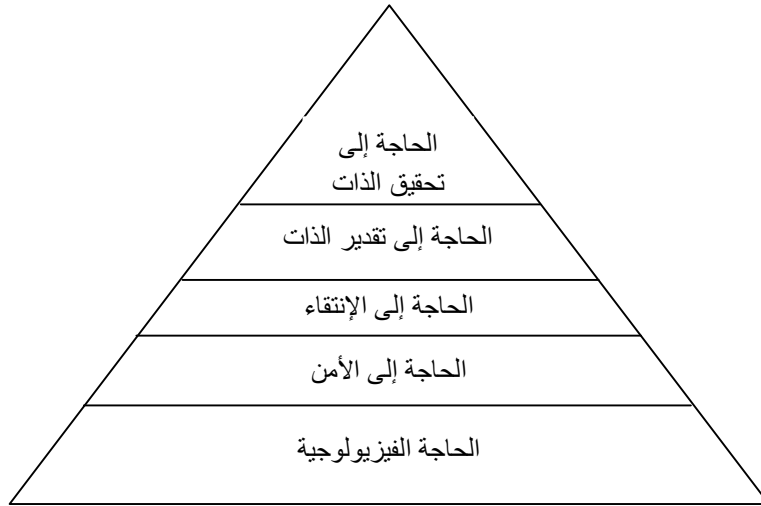 الحاجة إلى
تحقيق الذات
الحاجة إلى تقدير الذات
الحاجة إلى الإنتقاء
الحاجة إلى الأمن
الحاجة الفيزيولوجية